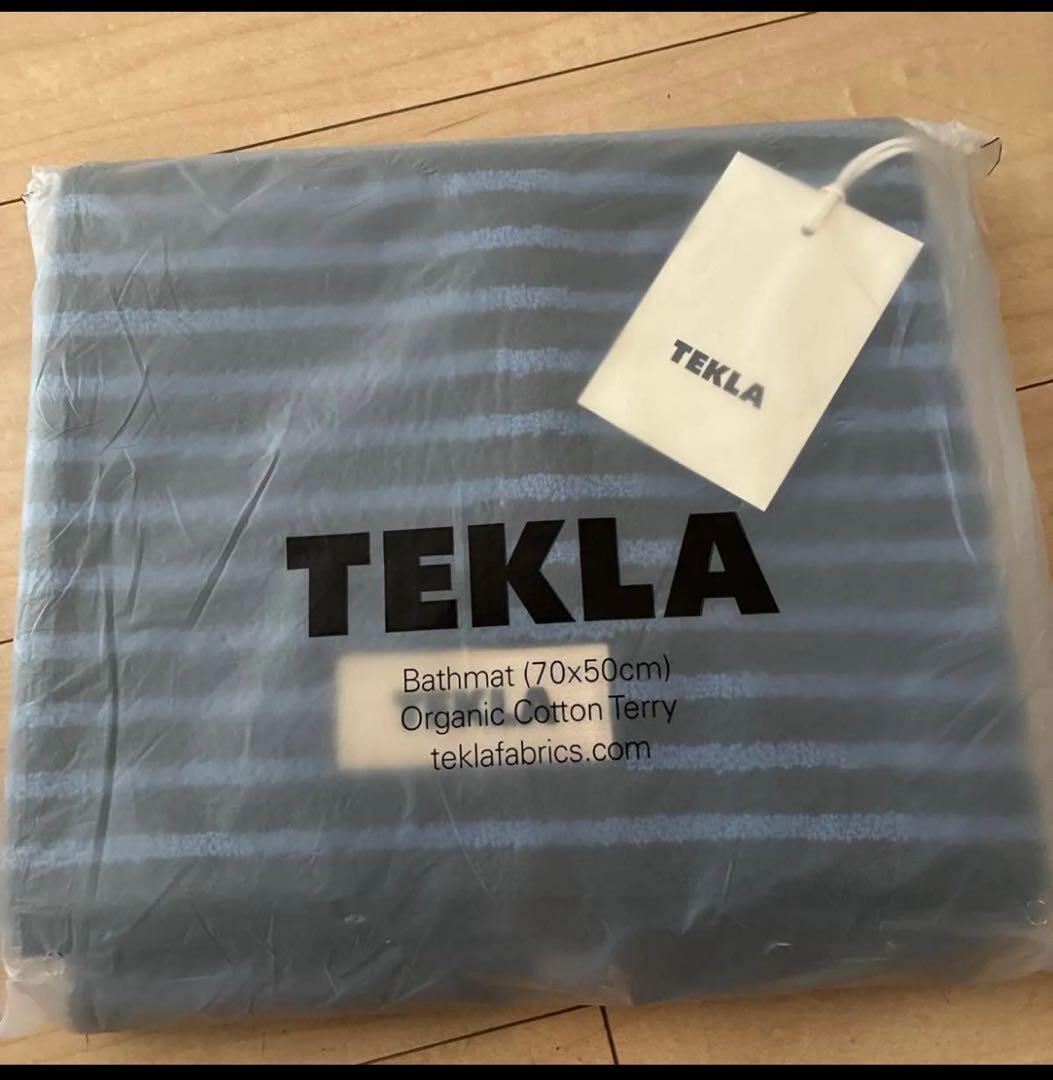 TEKLA
TEKLA
Bathmat (70x50cm)
Organic Cotton Terry
teklafabrics.com